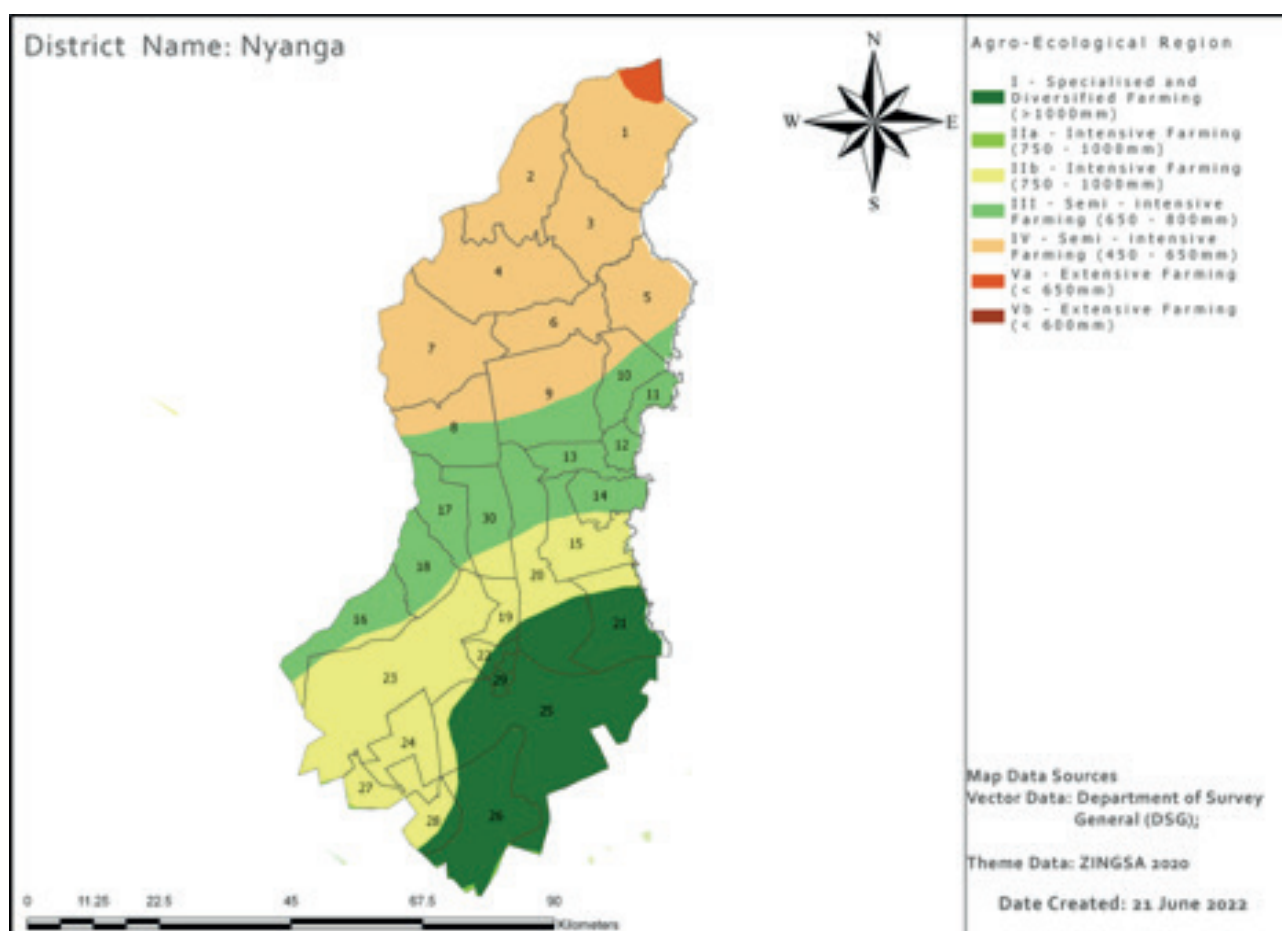 District Name: Nyanga
N
W
E
S
1
2
3
4
5
6
7
8
9
10
11
12
13
14
15
16
17
18
19
20
21
22
23
24
25
26
27
28
29
30
0
11.25
22.5
45
67.5
90
Kilometers
Agro-Ecological Region
I - Specialised and
Diversified Farming
(>1000mm)
IIa - Intensive Farming
(750 - 1000mm)
IIb - Intensive Farming
(750 - 1000mm)
III - Semi - intensive
Farming (650 - 800mm)
IV - Semi - intensive
Farming (450 - 650mm)
Va - Extensive Farming
(< 650mm)
Vb - Extensive Farming
(< 600mm)
Map Data Sources
Vector Data: Department of Survey
General (DSG);
Theme Data: ZINGSA 2020
Date Created: 21 June 2022